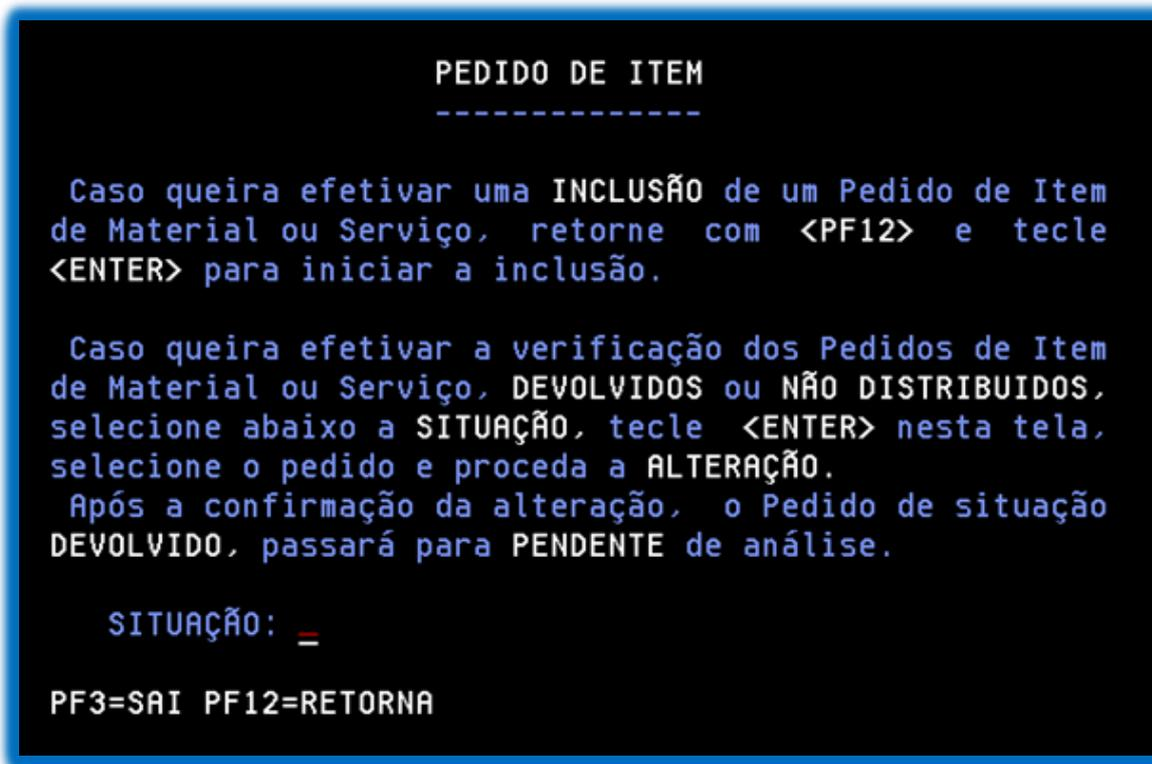 PEDIDO DE ITEM
--------------
Caso queira efetivar uma INCLUSÃO de um Pedido de Item
de Material ou Serviço, retorne com <PF12> e tecle
<ENTER> para iniciar a inclusão.
Caso queira efetivar a verificação dos Pedidos de Item
de Material ou Serviço, DEVOLVIDOS ou NÃO DISTRIBUIDOS,
selecione abaixo a SITUAÇÃO, tecle <ENTER> nesta tela,
selecione o pedido e proceda a ALTERAÇÃO.
Após a confirmação da alteração, o Pedido de situação
DEVOLVIDO, passará para PENDENTE de análise.
SITUAÇÃO: _
PF3=SAI PF12=RETORNA